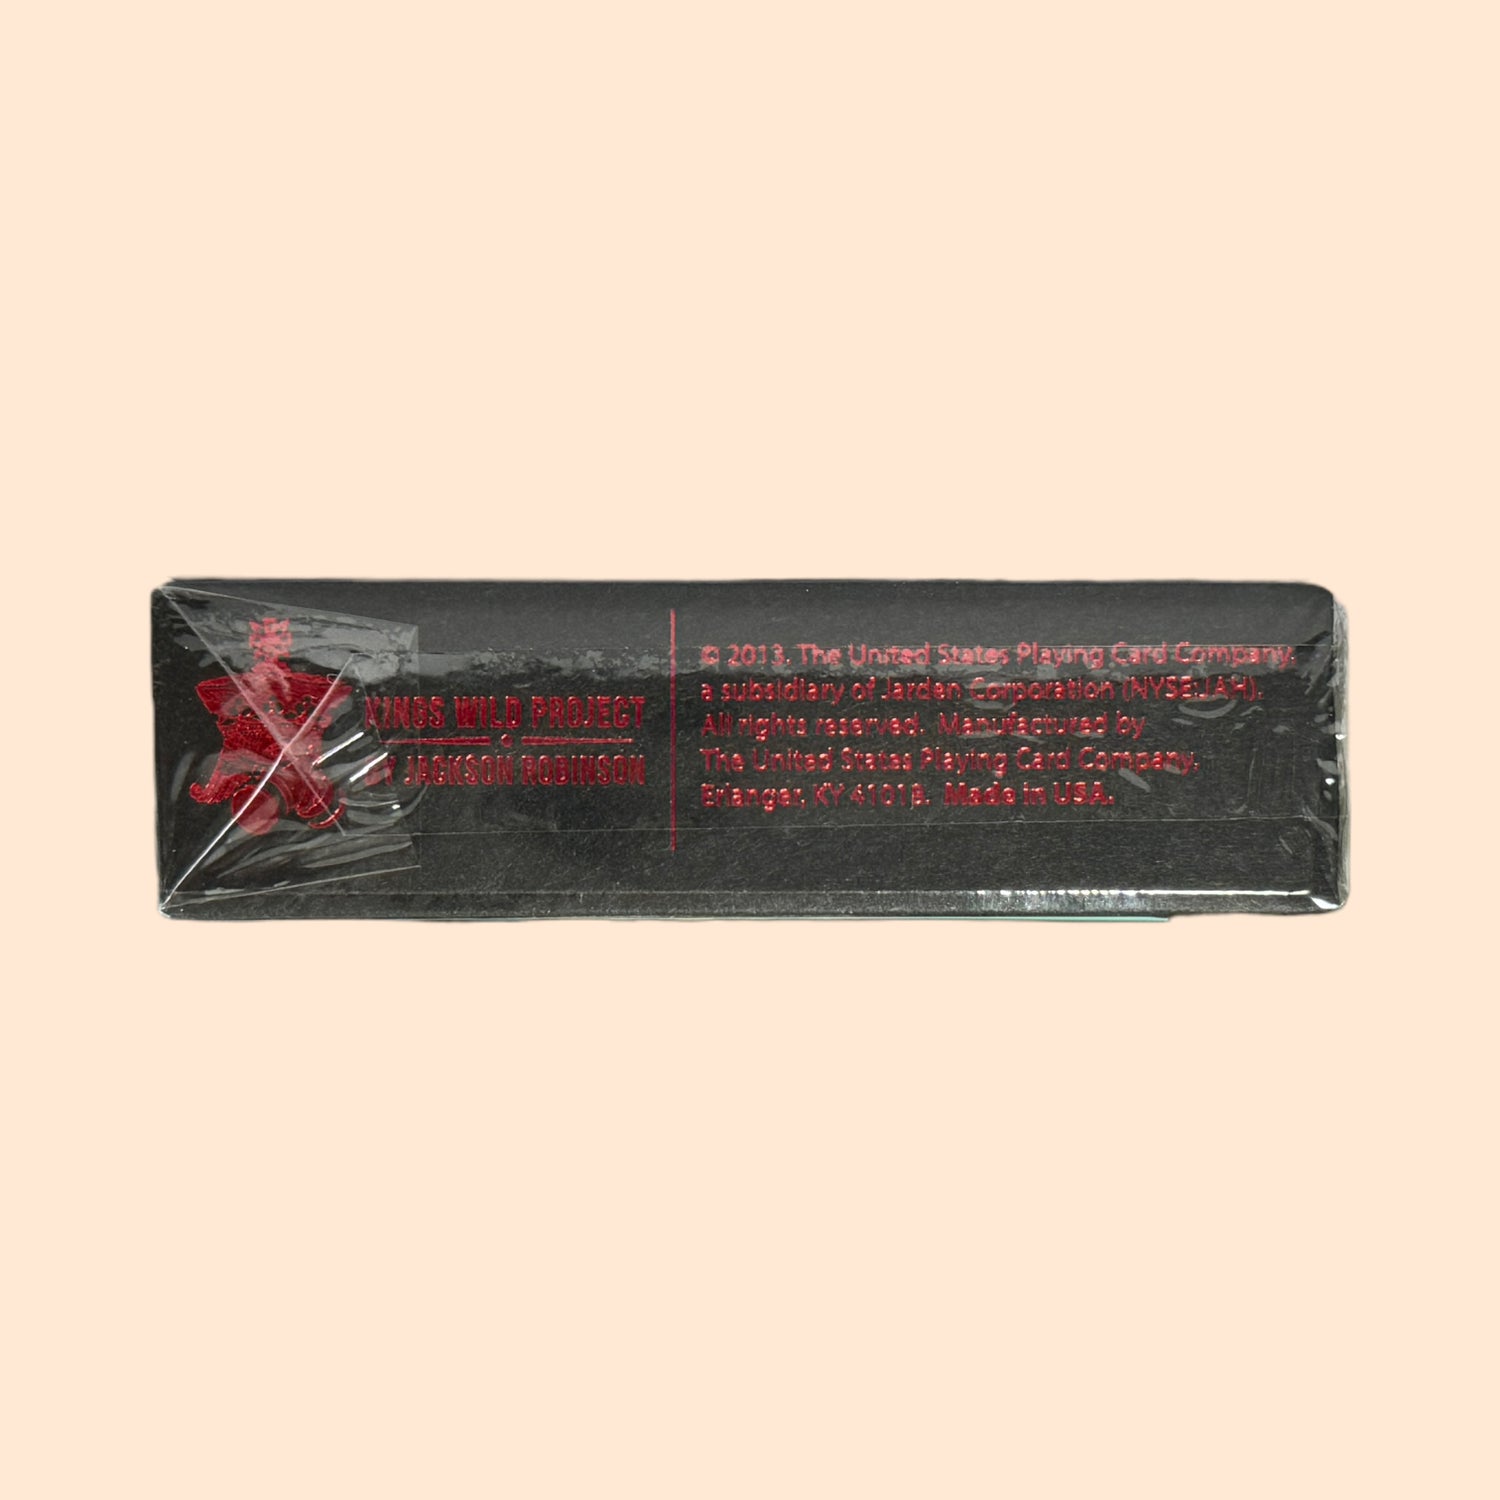 KINGS WILD PROJECT
BY JACKSON ROBINSON
© 2013. The United States Playing Card Company,
a subsidiary of Jarden Corporation (NYSE:JAH).
All rights reserved. Manufactured by
The United States Playing Card Company,
Erlanger, KY 41018. Made in USA.